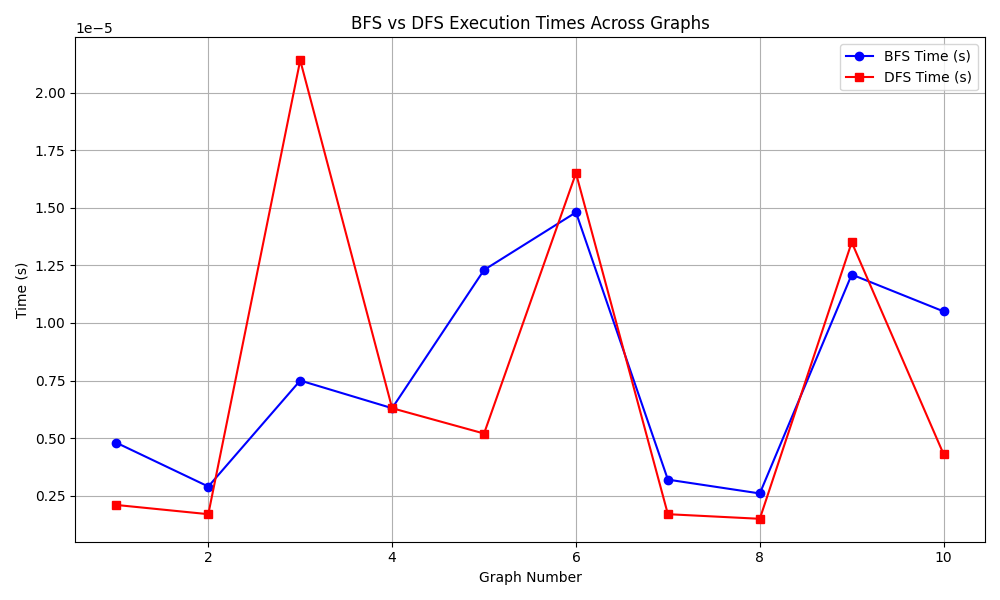 BFS vs DFS Execution Times Across Graphs
1e−5
BFS Time (s)
DFS Time (s)
2.00
1.75
1.50
1.25
1.00
0.75
0.50
0.25
Time (s)
2 4 6 8 10
Graph Number